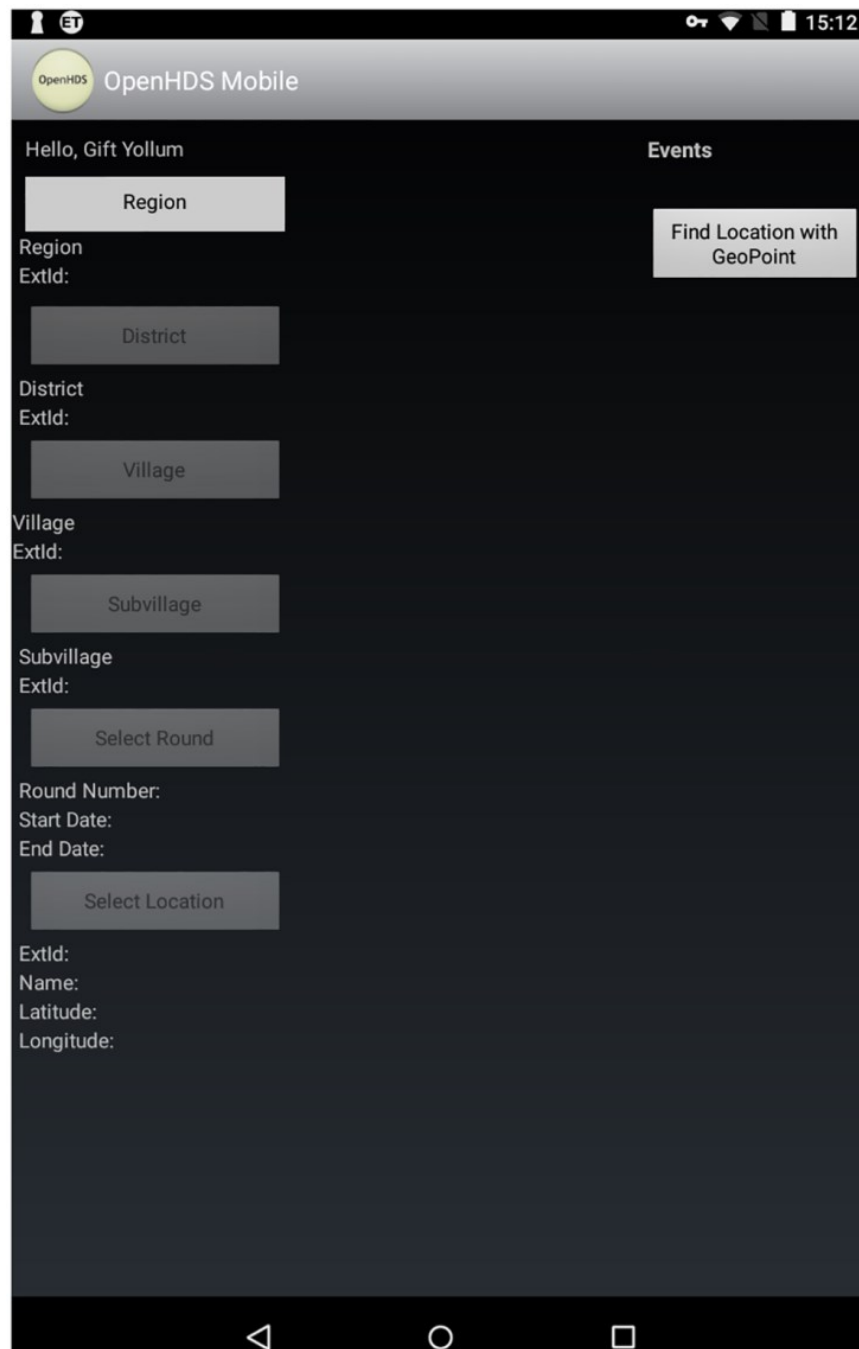 ET
15:12
OpenHDS
OpenHDS Mobile
Hello, Gift Yollum
Events
Region
Find Location with
GeoPoint
Region
ExtId:
District
District
ExtId:
Village
Village
ExtId:
Subvillage
Subvillage
ExtId:
Select Round
Round Number:
Start Date:
End Date:
Select Location
ExtId:
Name:
Latitude:
Longitude: